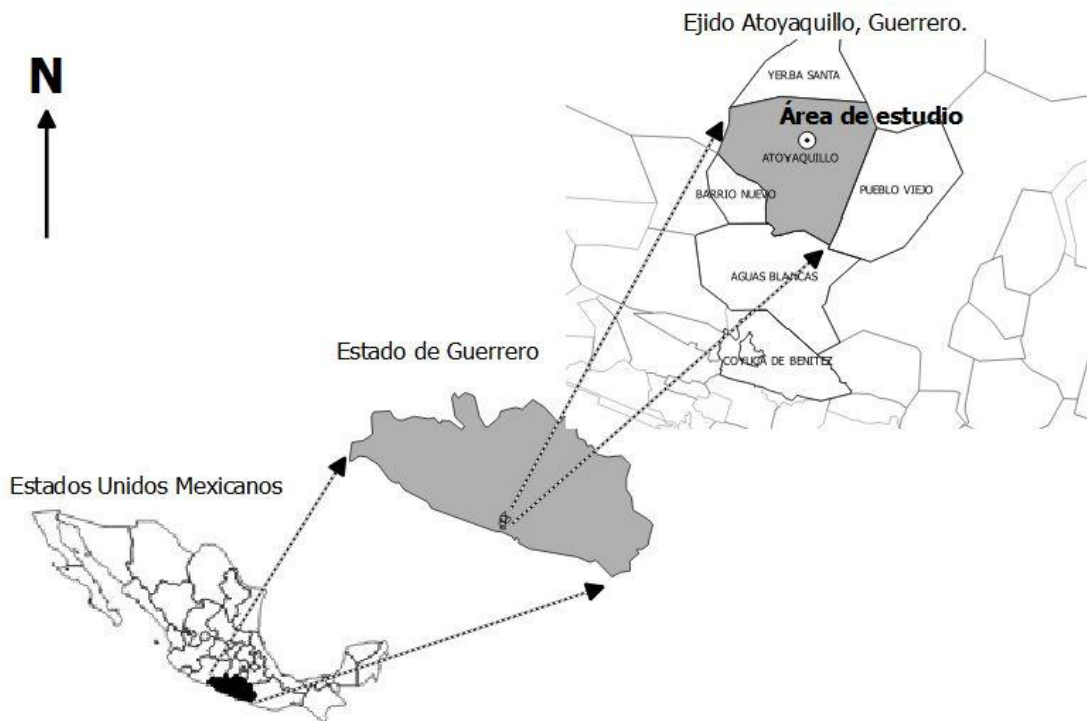 Ejido Atoyaquillo, Guerrero.
N
YERBA SANTA
Área de estudio
ATOYAQUILLO
BARRIO NUEVO
PUEBLO VIEJO
AGUAS BLANCAS
COYUCA DE BENITEZ
Estado de Guerrero
Estados Unidos Mexicanos